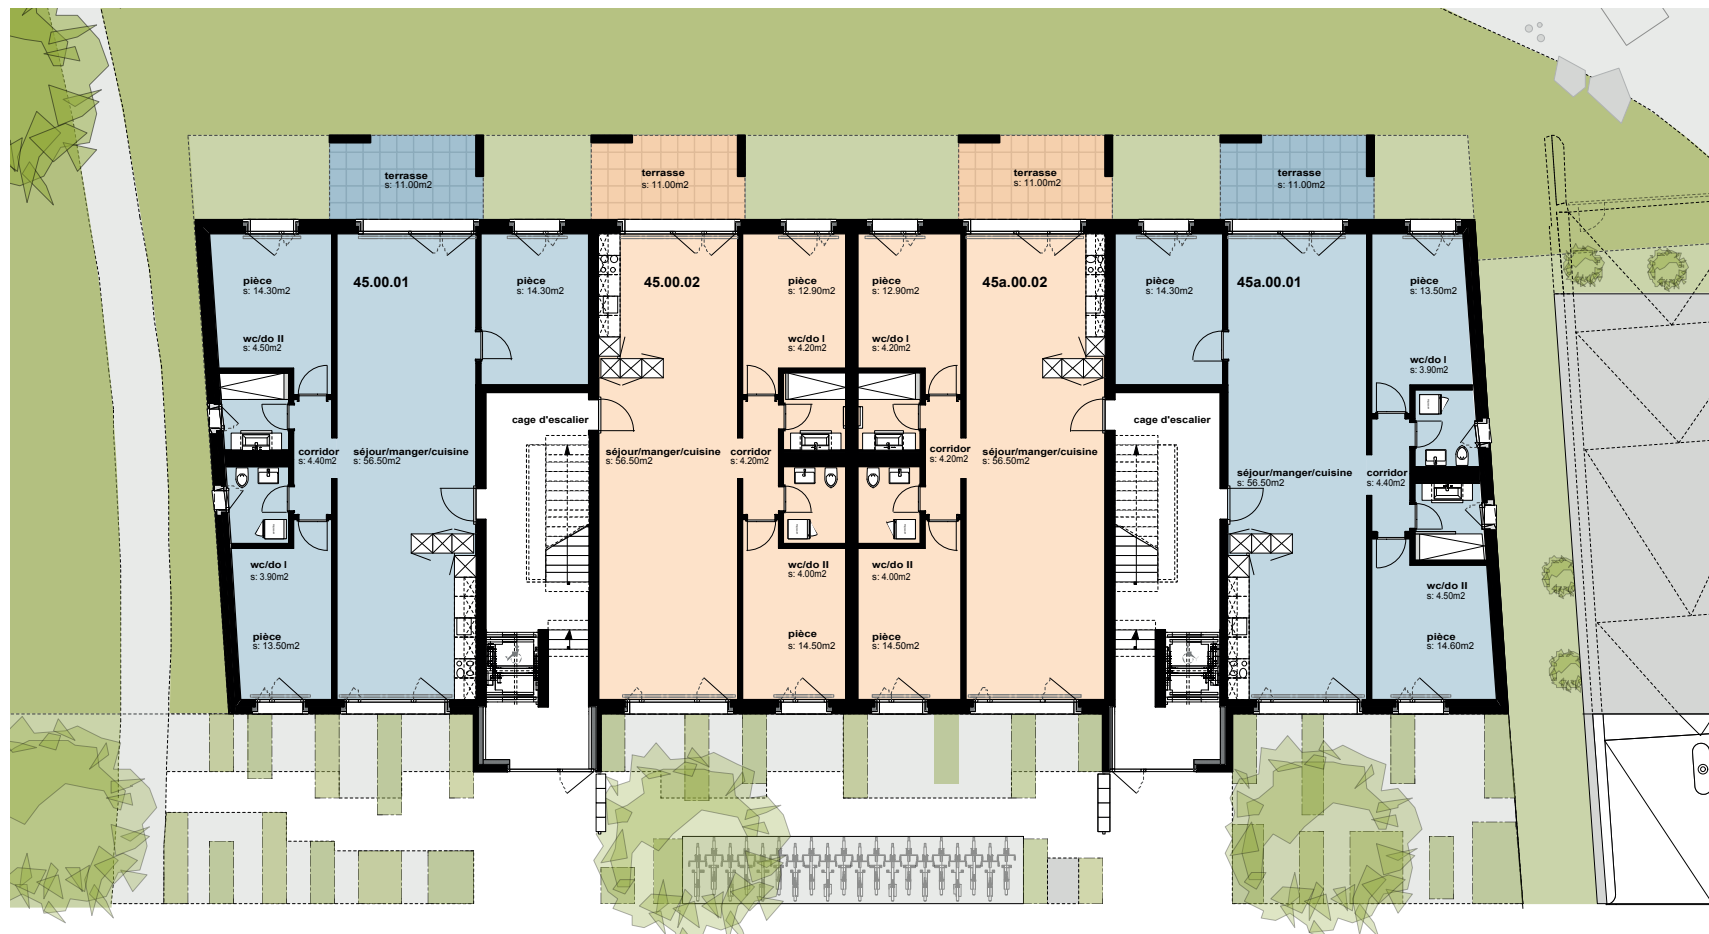 terrasse
s: 11.00m2
terrasse
s: 11.00m2
terrasse
s: 11.00m2
terrasse
s: 11.00m2
pièce
s: 14.30m2
45.00.01
pièce
s: 14.30m2
45.00.02
pièce
s: 12.90m2
pièce
s: 12.90m2
45a.00.02
pièce
s: 14.30m2
45a.00.01
pièce
s: 13.50m2
wc/do II
s: 4.50m2
wc/do I
s: 4.20m2
wc/do I
s: 4.20m2
wc/do I
s: 3.90m2
cage d'escalier
cage d'escalier
corridor
s: 4.40m2
séjour/manger/cuisine
s: 56.50m2
séjour/manger/cuisine
s: 56.50m2
corridor
s: 4.20m2
corridor
s: 4.20m2
séjour/manger/cuisine
s: 56.50m2
séjour/manger/cuisine
s: 56.50m2
corridor
s: 4.40m2
wc/do I
s: 3.90m2
wc/do II
s: 4.00m2
wc/do II
s: 4.00m2
wc/do II
s: 4.50m2
pièce
s: 13.50m2
pièce
s: 14.50m2
pièce
s: 14.50m2
pièce
s: 14.60m2